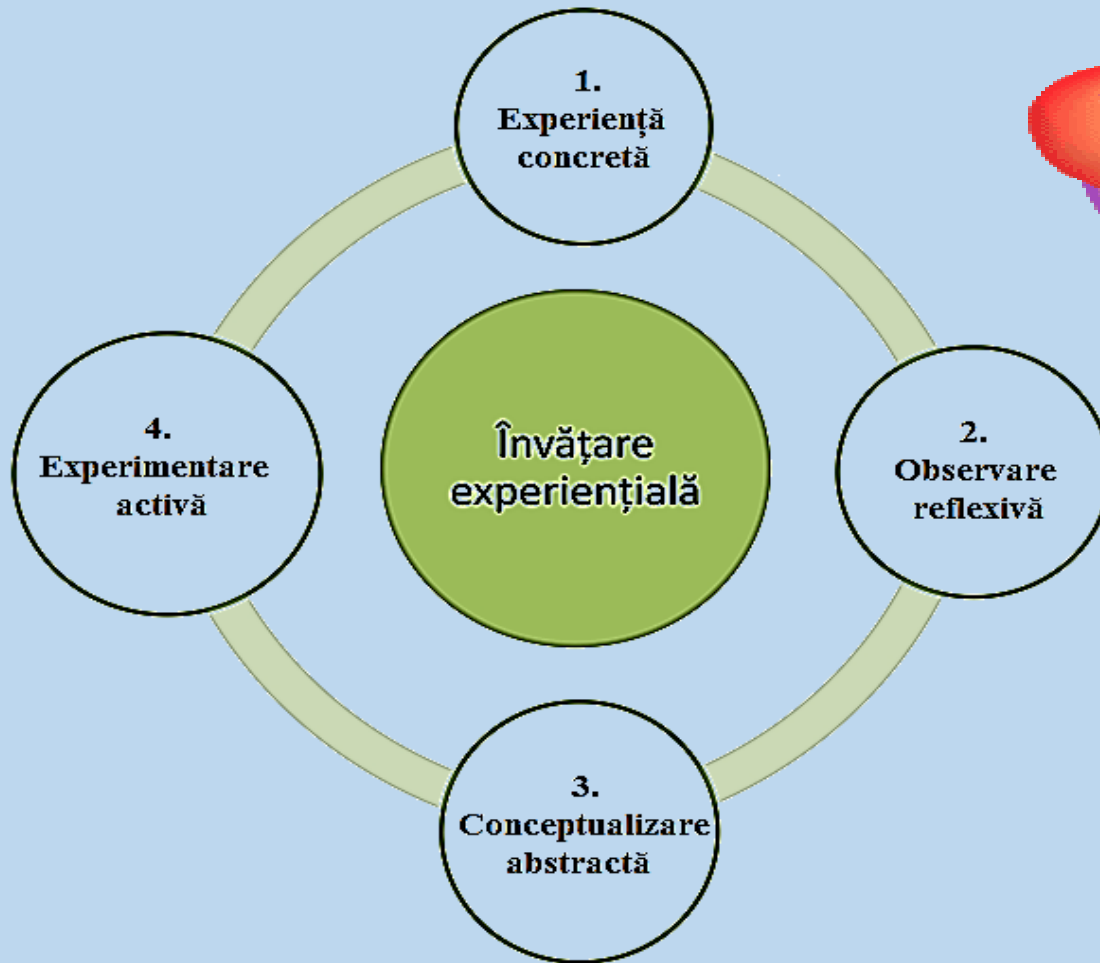 1.
Experiență
concretă
2.
Observare
reflexivă
3.
Conceptualizare
abstractă
4.
Experimentare
activă
Învățare
experiențială